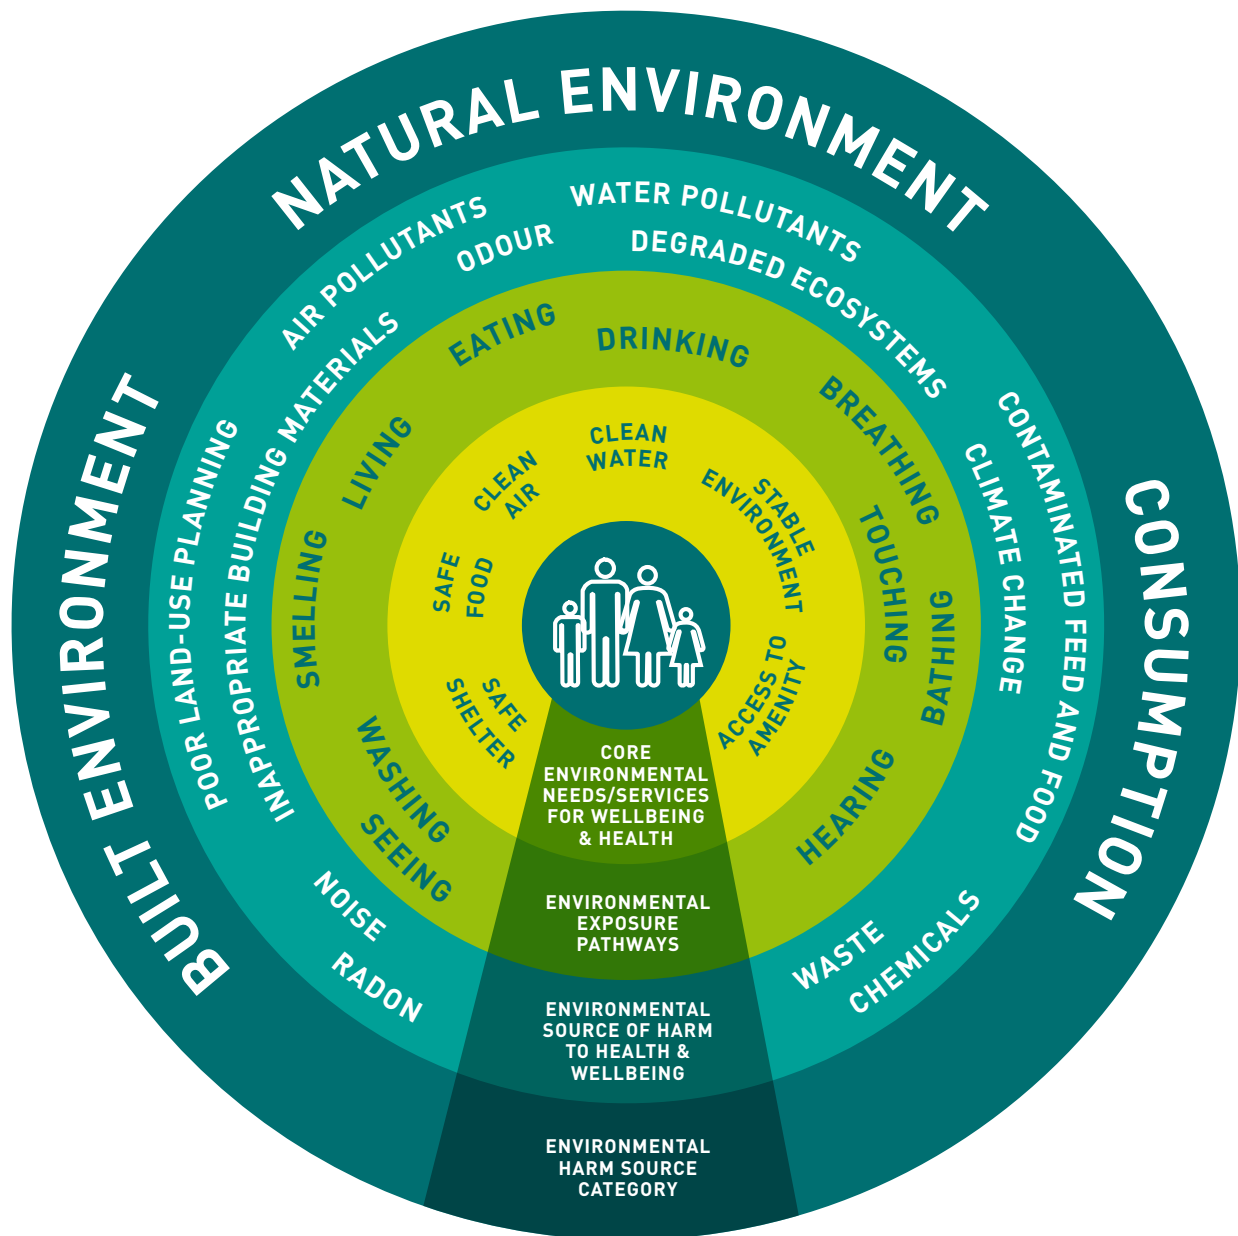 NATURAL ENVIRONMENT
BUILT ENVIRONMENT
CONSUMPTION
AIR POLLUTANTS
ODOUR
WATER POLLUTANTS
DEGRADED ECOSYSTEMS
INAPPROPRIATE BUILDING MATERIALS
POOR LAND-USE PLANNING
CONTAMINATED FEED AND FOOD
CLIMATE CHANGE
NOISE
RADON
WASTE
CHEMICALS
EATING
DRINKING
BREATHING
LIVING
TOUCHING
SMELLING
BATHING
WASHING
SEEING
HEARING
CLEAN
WATER
CLEAN
AIR
STABLE
ENVIRONMENT
SAFE
FOOD
SAFE
SHELTER
ACCESS TO
AMENITY
CORE
ENVIRONMENTAL
NEEDS/SERVICES
FOR WELLBEING
& HEALTH
ENVIRONMENTAL
EXPOSURE
PATHWAYS
ENVIRONMENTAL
SOURCE OF HARM
TO HEALTH &
WELLBEING
ENVIRONMENTAL
HARM SOURCE
CATEGORY